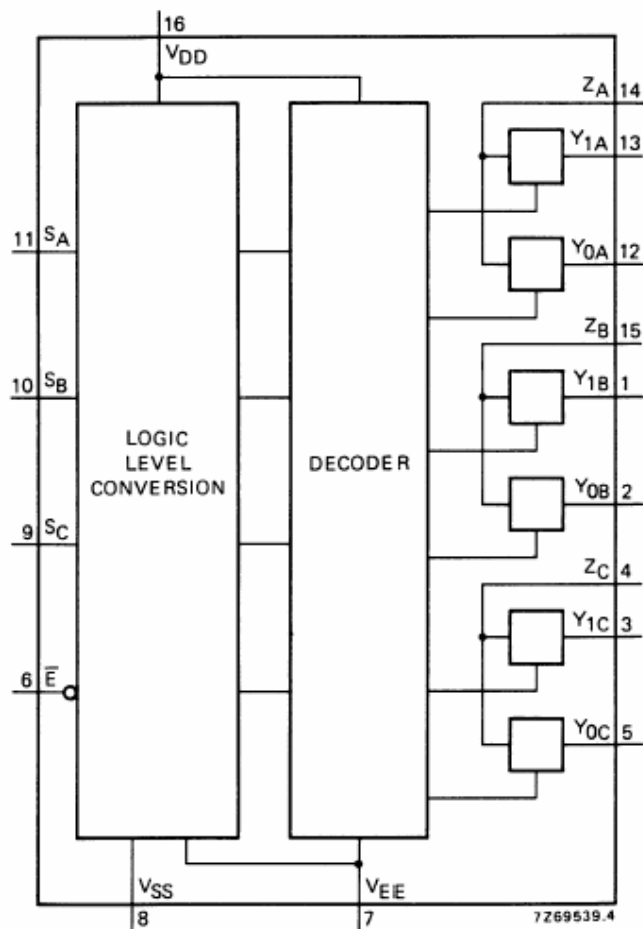 16
VDD
ZA 14
Y1A 13
11 SA
Y0A 12
ZB 15
10 SB
Y1B 1
LOGIC
LEVEL
CONVERSION
DECODER
Y0B 2
9 SC
ZC 4
Y1C 3
6 E̅
Y0C 5
VSS
VEE
8
7
7Z69539.4